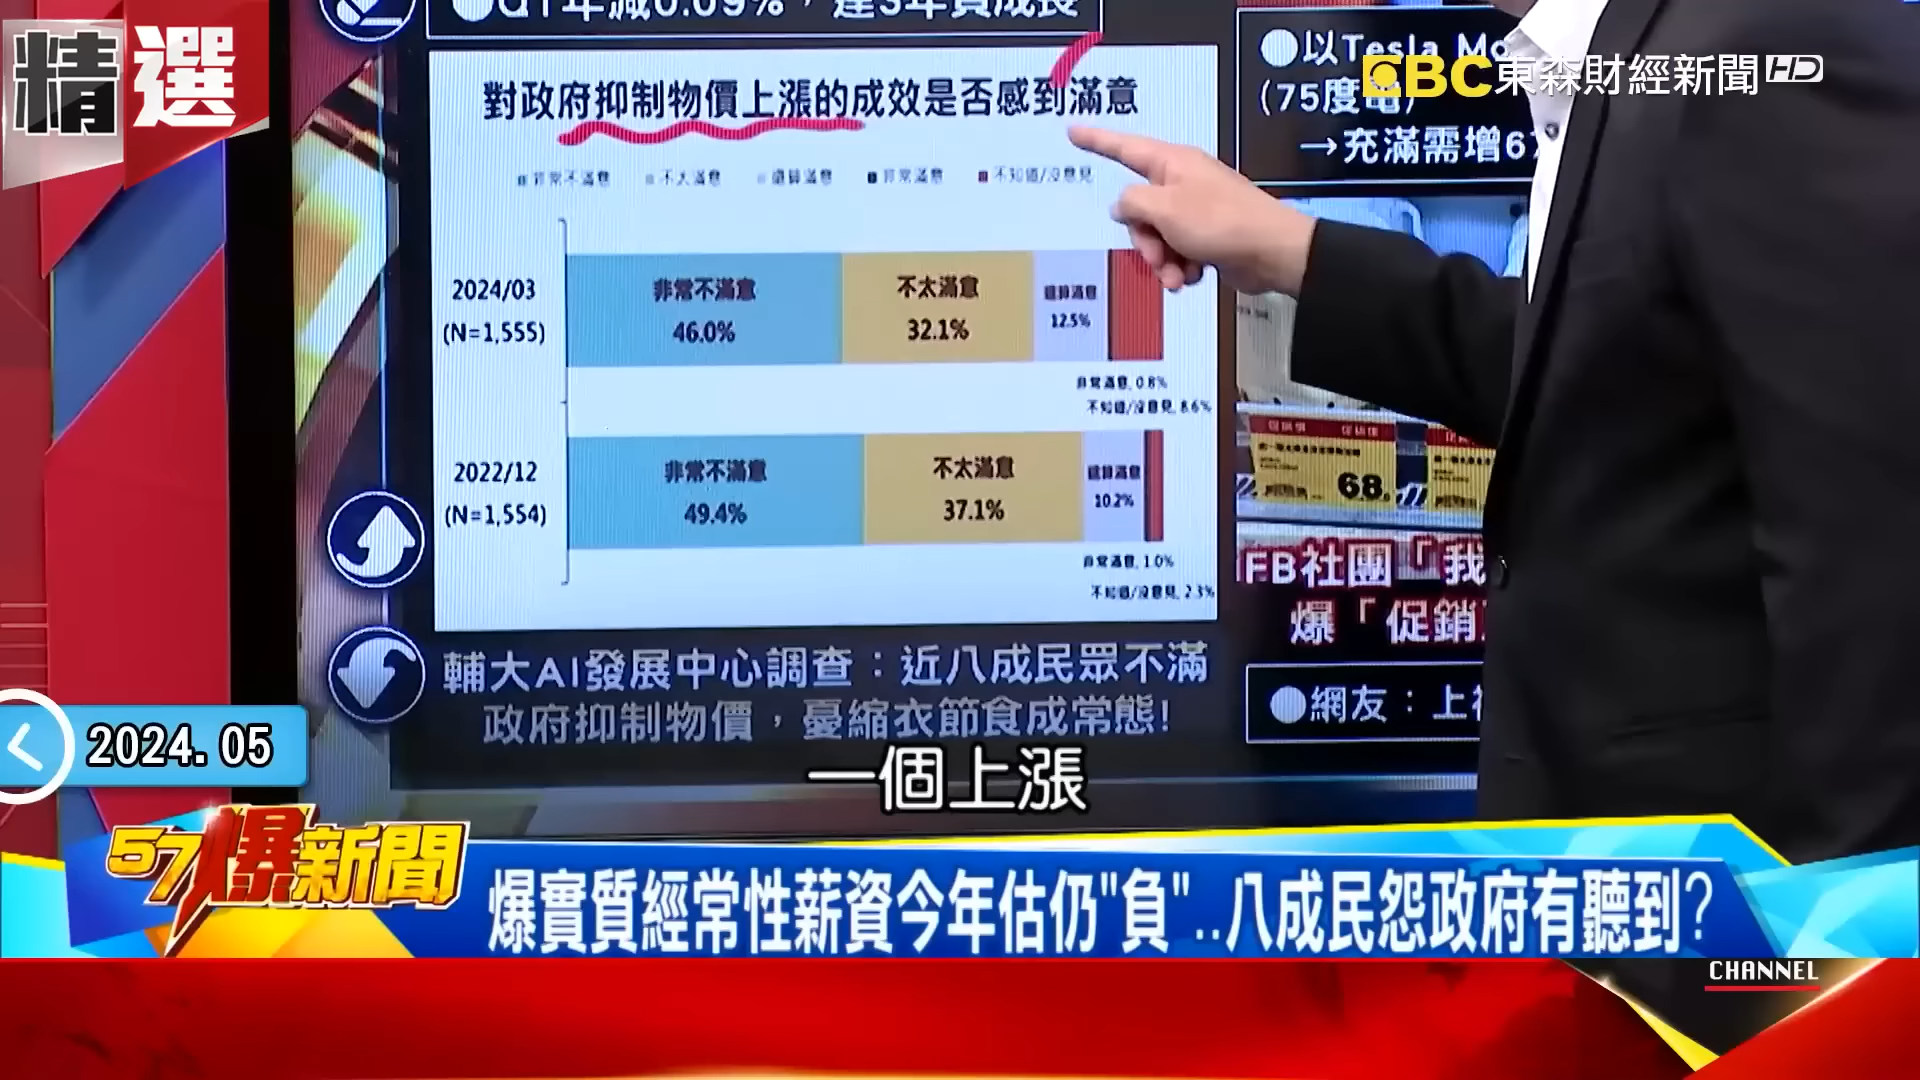 精選
Q1年減0.09%，連3年負成長
對政府抑制物價上漲的成效是否感到滿意
非常不滿意 不太滿意 還算滿意 非常滿意 不知道/沒意見
2024/03
(N=1,555)
非常不滿意
46.0%
不太滿意
32.1%
還算滿意
12.5%
非常滿意, 0.8%
不知道/沒意見, 8.6%
2022/12
(N=1,554)
非常不滿意
49.4%
不太滿意
37.1%
還算滿意
10.2%
非常滿意, 1.0%
不知道/沒意見, 2.3%
輔大AI發展中心調查：近八成民眾不滿
政府抑制物價，憂縮衣節食成常態!
以Tesla Mo
(75度電)
→充滿需增6
EBC東森財經新聞HD
68
FB社團「我
爆「促銷
網友：上
2024.05
一個上漲
57爆新聞
爆實質經常性薪資今年估仍"負"..八成民怨政府有聽到?
CHANNEL